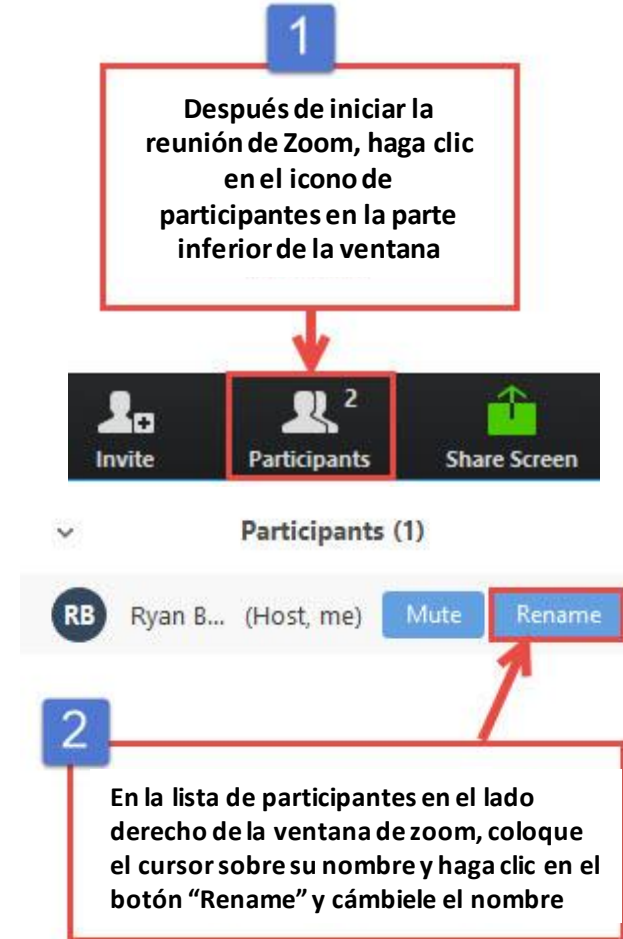 1
Después de iniciar la
reunión de Zoom, haga clic
en el icono de
participantes en la parte
inferior de la ventana
2
Invite Participants Share Screen
Participants (1)
RB Ryan B... (Host, me) Mute Rename
2
En la lista de participantes en el lado
derecho de la ventana de zoom, coloque
el cursor sobre su nombre y haga clic en el
botón “Rename” y cámbiele el nombre